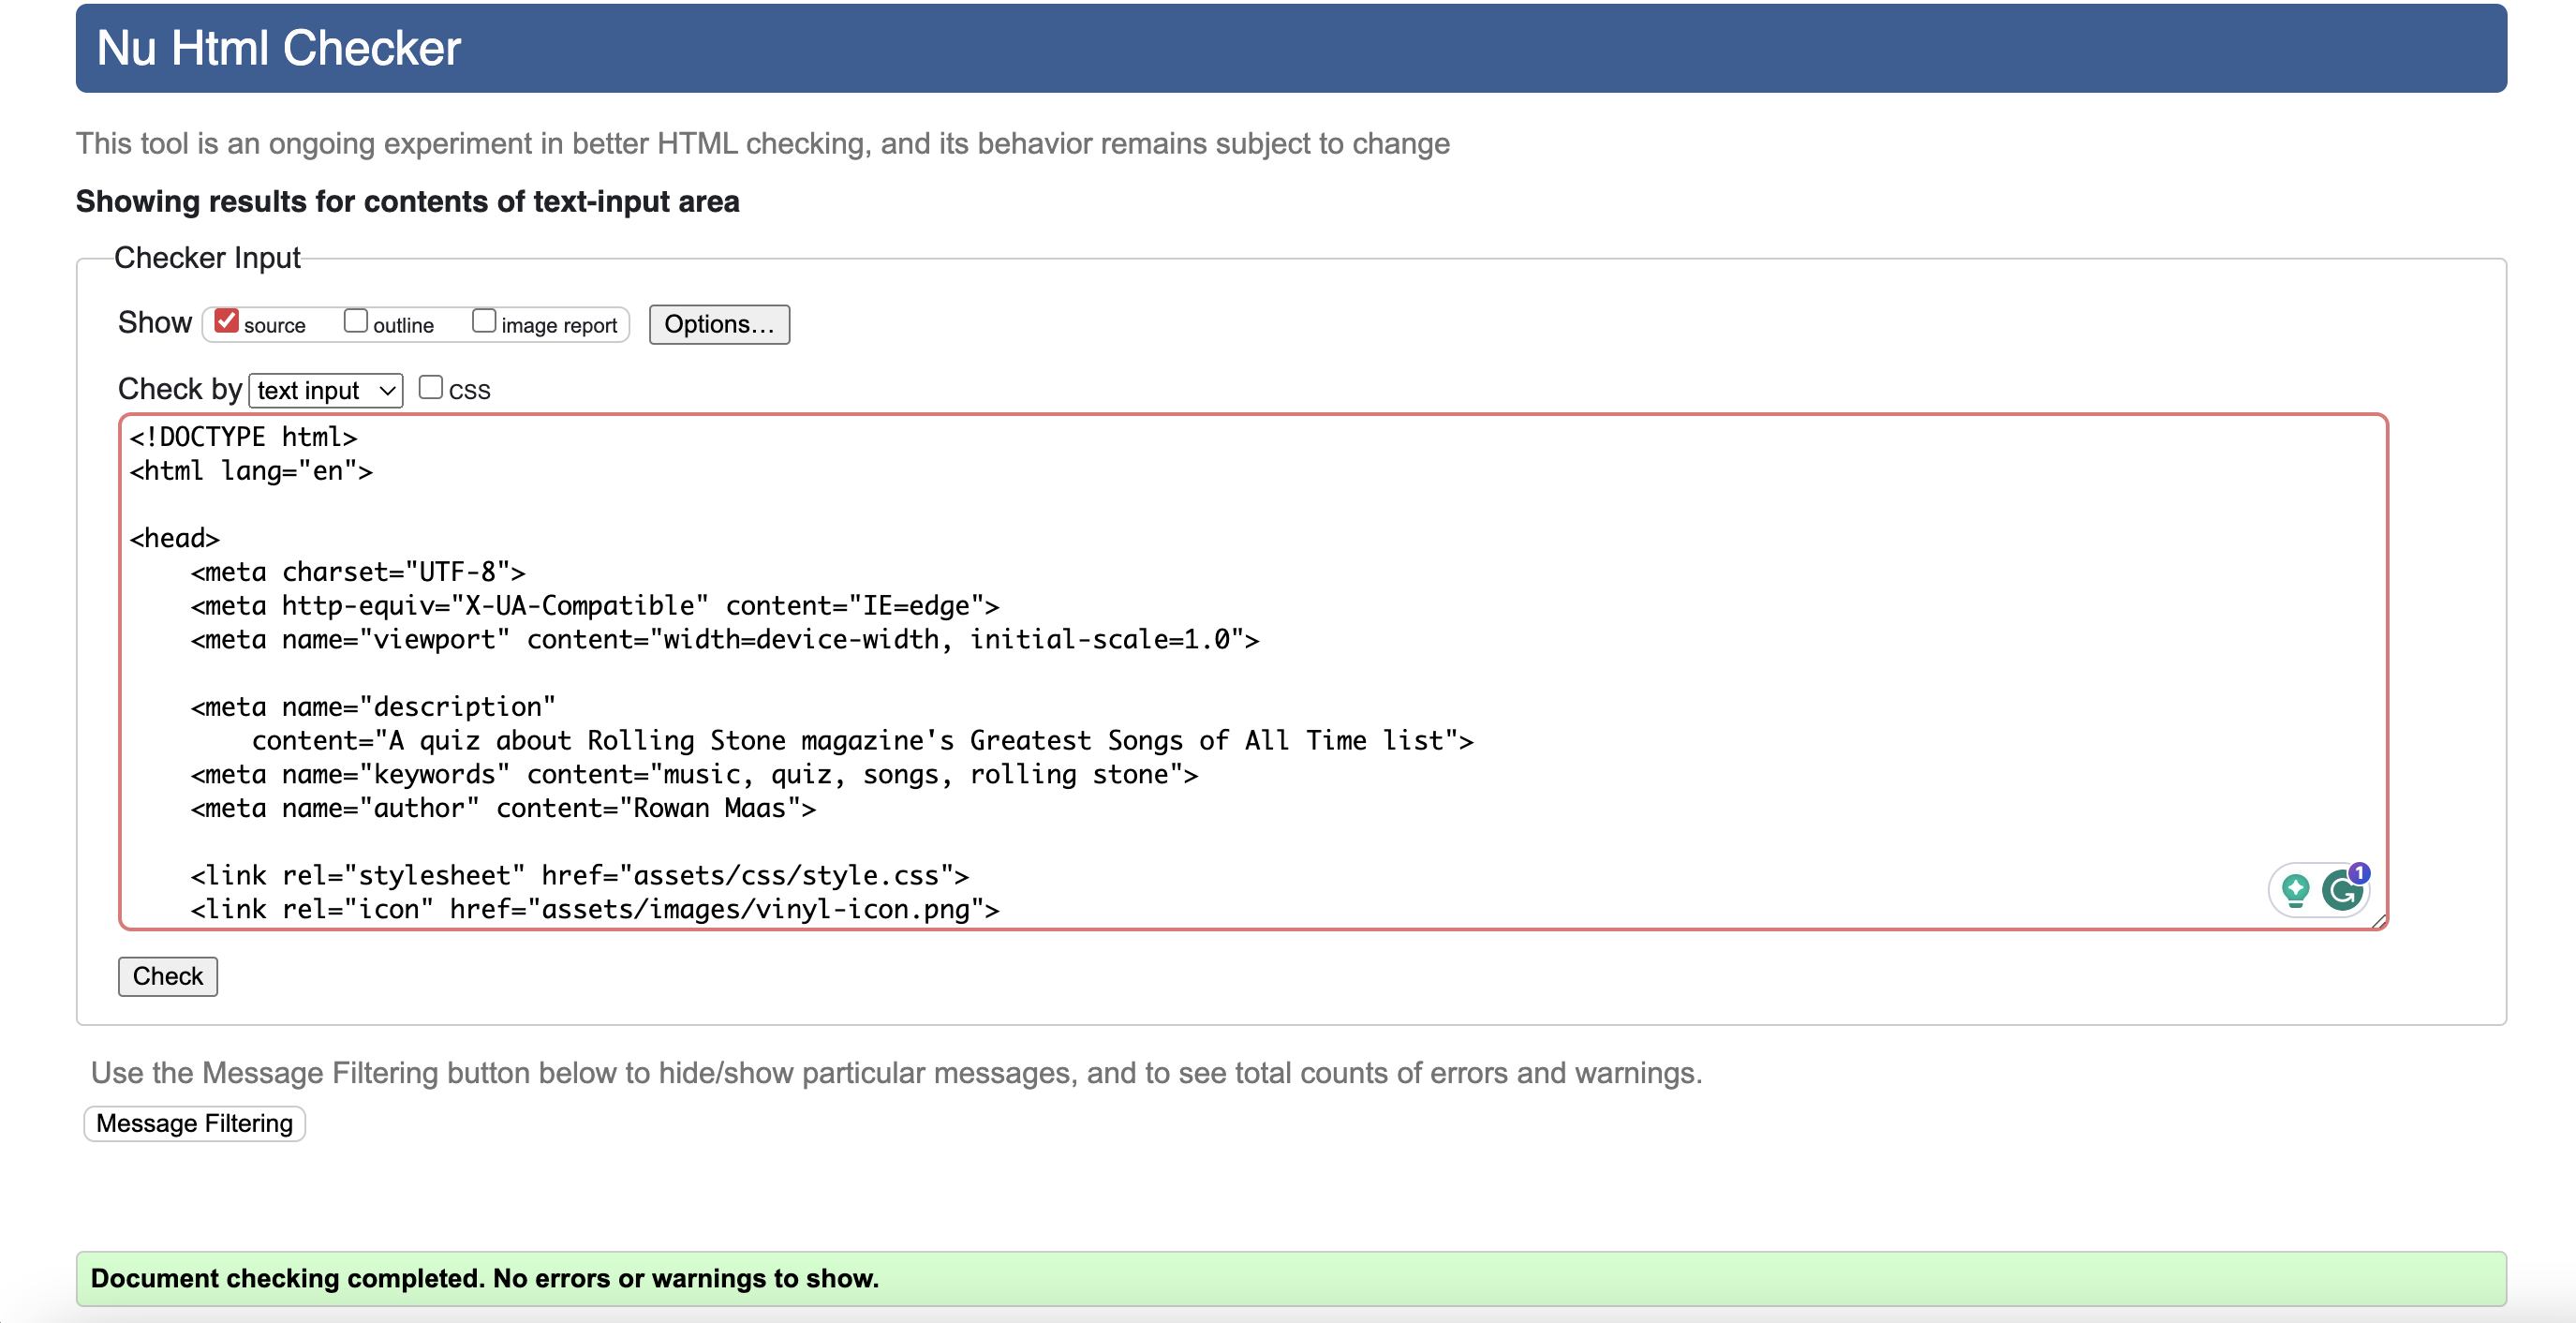 Nu Html Checker
This tool is an ongoing experiment in better HTML checking, and its behavior remains subject to change
Showing results for contents of text-input area
Checker Input
Show source outline image report Options...
Check by text input CSS
<!DOCTYPE html>
<html lang="en">
<head>
    <meta charset="UTF-8">
    <meta http-equiv="X-UA-Compatible" content="IE=edge">
    <meta name="viewport" content="width=device-width, initial-scale=1.0">
    <meta name="description"
        content="A quiz about Rolling Stone magazine's Greatest Songs of All Time list">
    <meta name="keywords" content="music, quiz, songs, rolling stone">
    <meta name="author" content="Rowan Maas">
    <link rel="stylesheet" href="assets/css/style.css">
    <link rel="icon" href="assets/images/vinyl-icon.png">
1
Check
Use the Message Filtering button below to hide/show particular messages, and to see total counts of errors and warnings.
Message Filtering
Document checking completed. No errors or warnings to show.